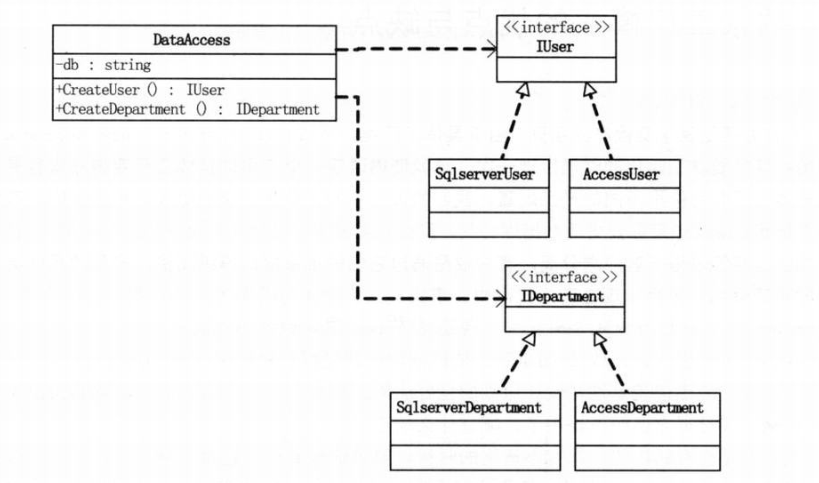 DataAccess
-db : string
+CreateUser () : IUser
+CreateDepartment () : IDepartment
<<interface >>
IUser
SqlserverUser
AccessUser
<<interface >>
IDepartment
SqlserverDepartment
AccessDepartment